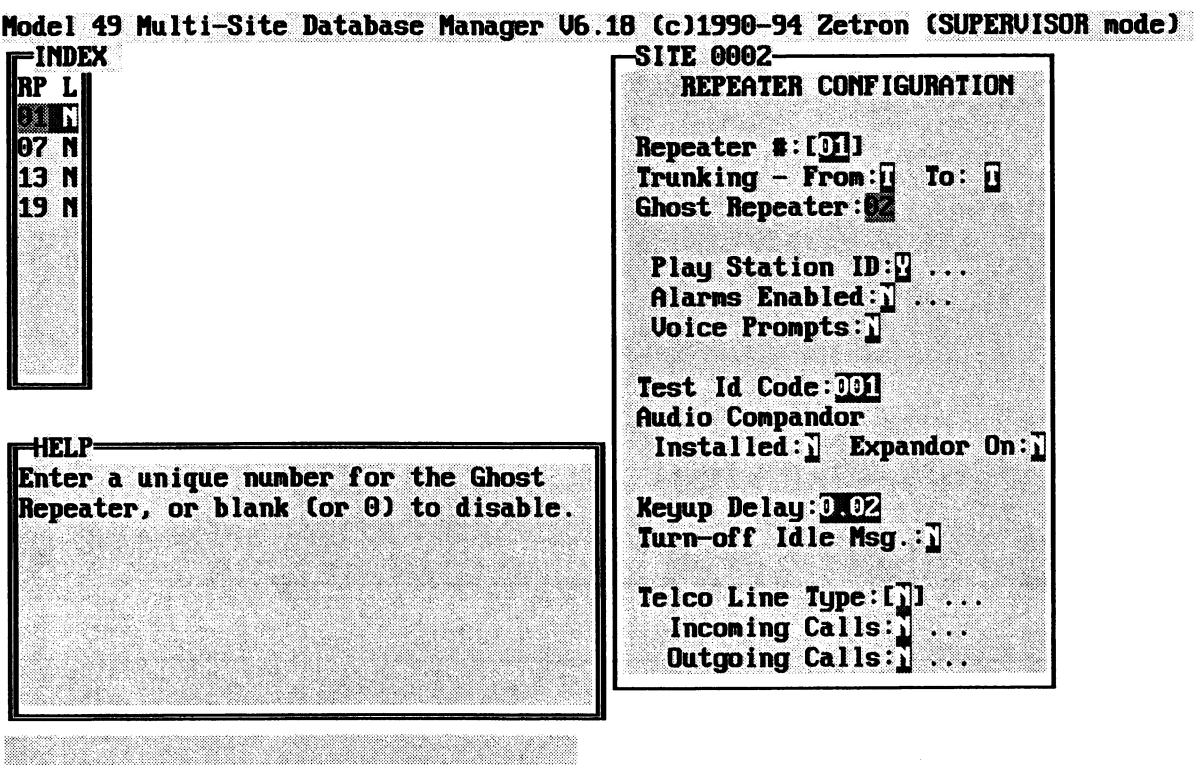 Model 49 Multi-Site Database Manager V6.18 (c)1990-94 Zetron (SUPERVISOR mode)
INDEX
RP L
01 N
07 N
13 N
19 N
HELP
Enter a unique number for the Ghost
Repeater, or blank (or 0) to disable.
SITE 0002
REPEATER CONFIGURATION
Repeater #:[01]
Trunking - From:T To: T
Ghost Repeater:02
Play Station ID:Y ...
Alarms Enabled:N ...
Voice Prompts:N
Test Id Code:001
Audio Compandor
Installed:N Expandor On:N
Keyup Delay:0.02
Turn-off Idle Msg.:N
Telco Line Type:[N] ...
Incoming Calls:N ...
Outgoing Calls:N ...